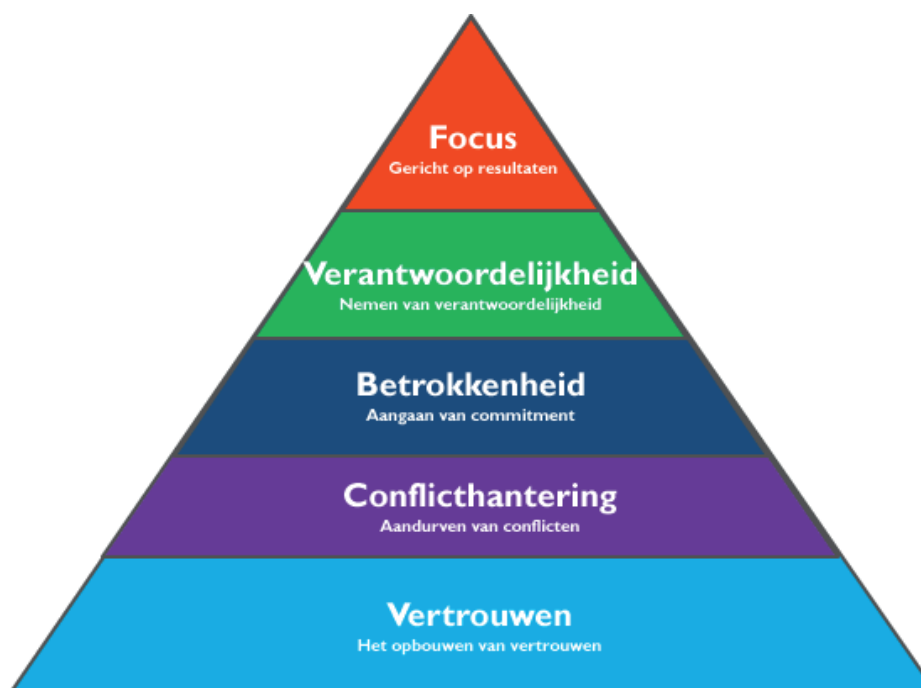 Focus
Gericht op resultaten
Verantwoordelijkheid
Nemen van verantwoordelijkheid
Betrokkenheid
Aangaan van commitment
Conflicthantering
Aandurven van conflicten
Vertrouwen
Het opbouwen van vertrouwen